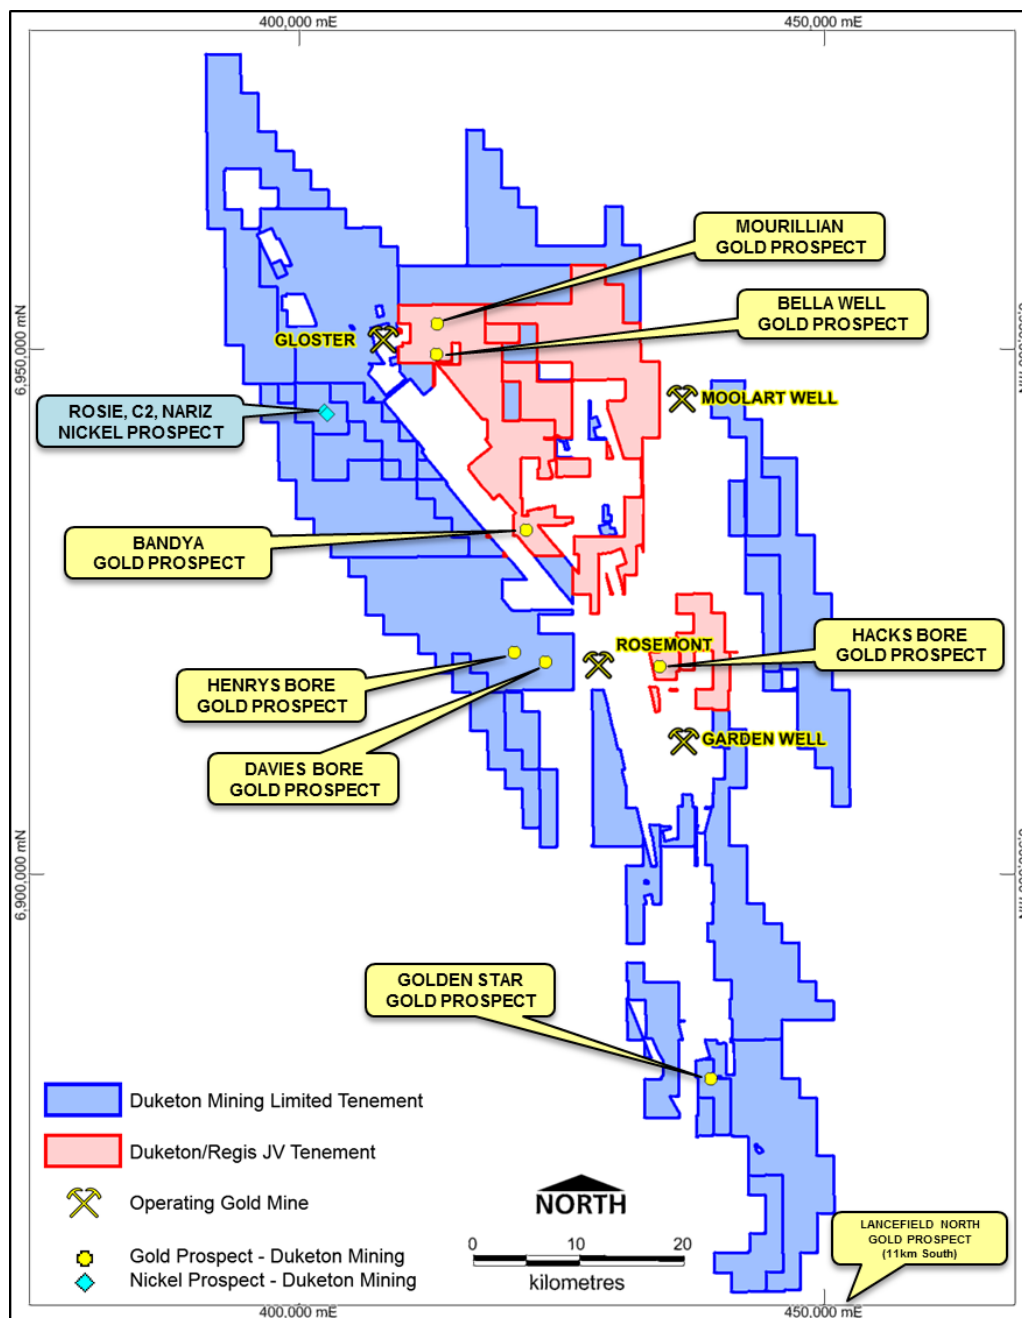 400,000 mE
450,000 mE
MOURILLIAN
GOLD PROSPECT
BELLA WELL
GOLD PROSPECT
6,950,000 mN
GLOSTER
MOOLART WELL
ROSIE, C2, NARIZ
NICKEL PROSPECT
BANDYA
GOLD PROSPECT
ROSEMONT
HACKS BORE
GOLD PROSPECT
HENRYS BORE
GOLD PROSPECT
GARDEN WELL
DAVIES BORE
GOLD PROSPECT
6,900,000 mN
GOLDEN STAR
GOLD PROSPECT
Duketon Mining Limited Tenement
Duketon/Regis JV Tenement
Operating Gold Mine
Gold Prospect - Duketon Mining
Nickel Prospect - Duketon Mining
NORTH
0 10 20
kilometres
LANCEFIELD NORTH
GOLD PROSPECT
(11km South)
400,000 mE
450,000 mE